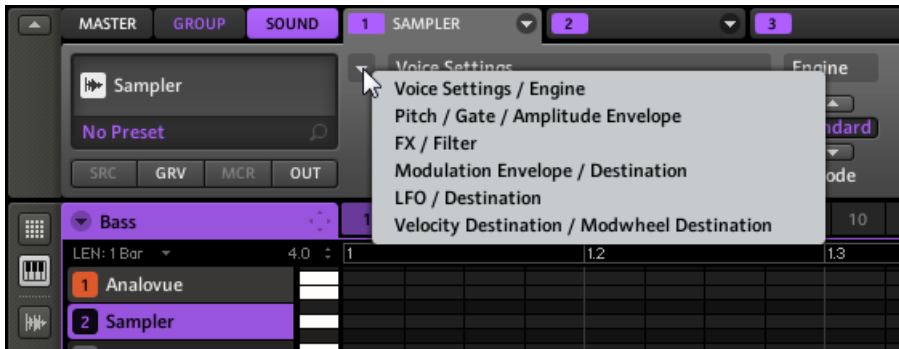 MASTER GROUP SOUND 1 SAMPLER 2 3
Voice Settings Engine
Sampler
No Preset
SRC GRV MCR OUT
Voice Settings / Engine
Pitch / Gate / Amplitude Envelope
FX / Filter
Modulation Envelope / Destination
LFO / Destination
Velocity Destination / Modwheel Destination
ndard
ode
Bass 1 10
LEN: 1 Bar 4.0 1 1.2 1.3
1 Analovue
2 Sampler